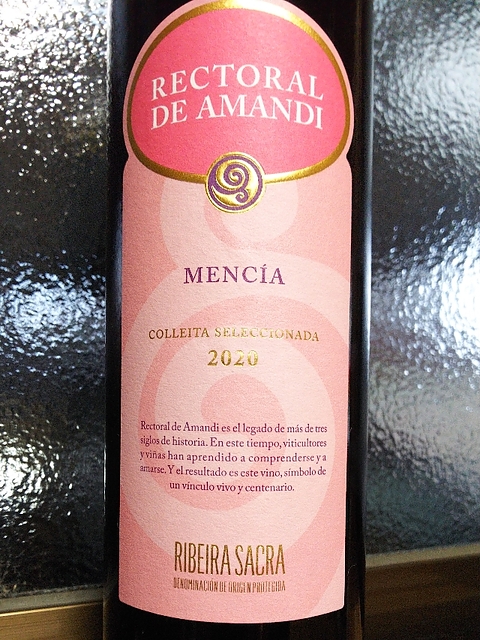 RECTORAL
DE AMANDI
MENCÍA
COLLEITA SELECCIONADA
2020
Rectoral de Amandi es el legado de más de tres
siglos de historia. En este tiempo, viticultores
y viñas han aprendido a comprenderse y a
amarse. Y el resultado es este vino, símbolo de
un vínculo vivo y centenario.
RIBEIRA SACRA
DENOMINACIÓN DE ORIGEN PROTEGIDA